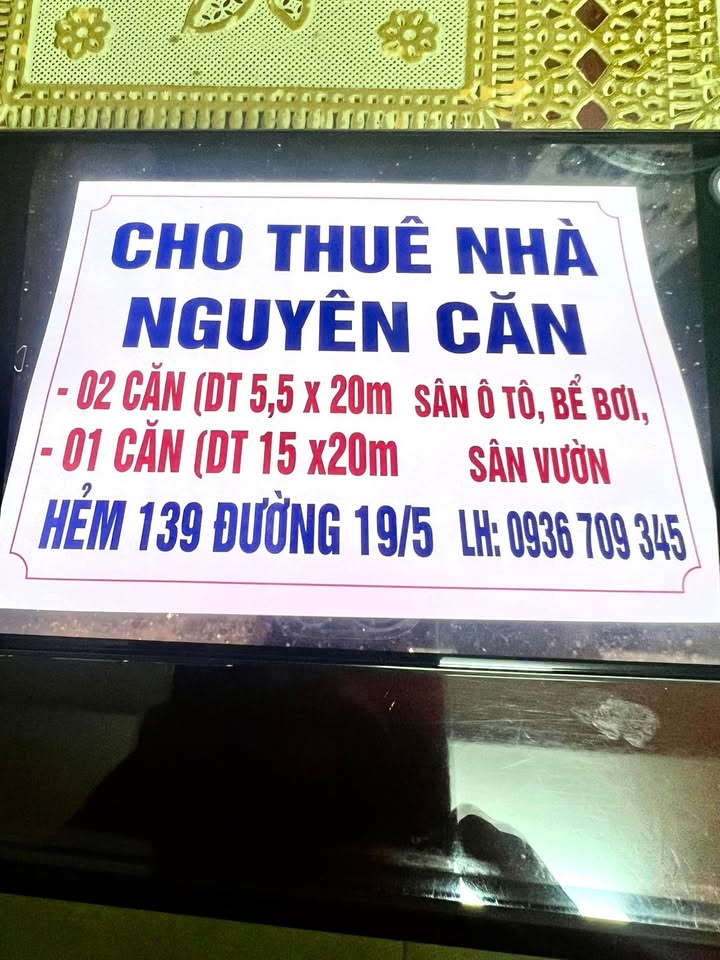 CHO THUÊ NHÀ
NGUYÊN CĂN
- 02 CĂN (DT 5,5 x 20m SÂN Ô TÔ, BỂ BƠI,
- 01 CĂN (DT 15 x20m SÂN VƯỜN
HẺM 139 ĐƯỜNG 19/5 LH: 0936 709 345